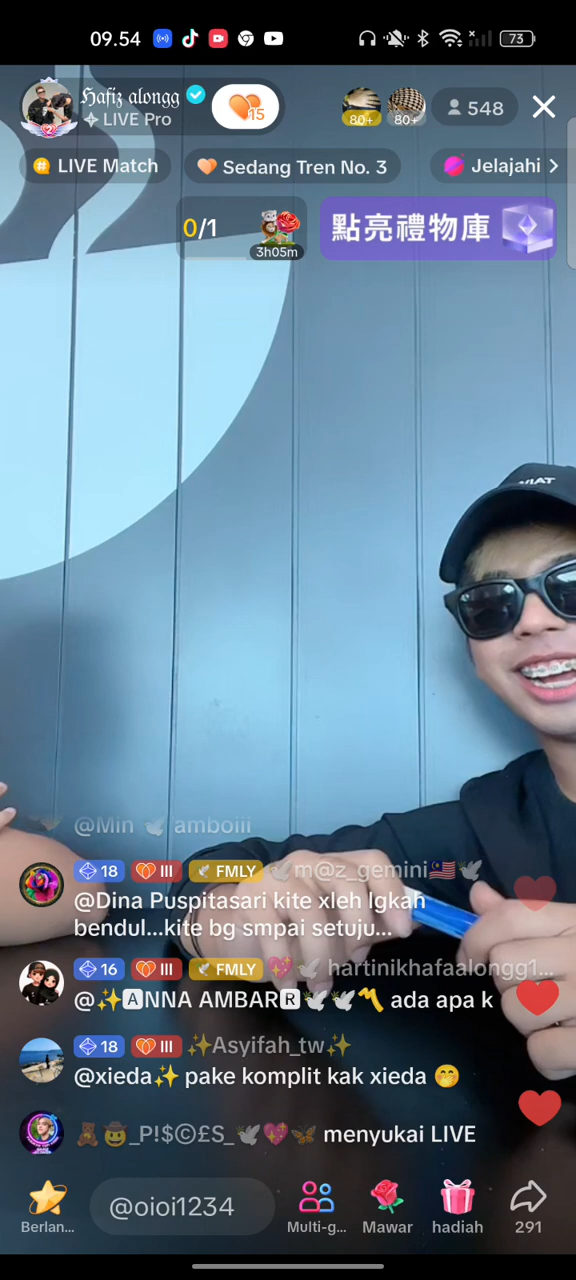 09.54
73
Hafiz alongg
LIVE Pro
15
80+
80+
548
LIVE Match
Sedang Tren No. 3
Jelajahi >
0/1
3h05m
點亮禮物庫
@Min 🕊 amboiii
18 III FMLY 🕊m@z_gemini🇲🇾🕊
@Dina Puspitasari kite xleh lgkah
bendul...kite bg smpai setuju...
16 III FMLY 💖🕊 hartinikhafaalongg1...
@✨🄰NNA AMBAR🅁🕊🕊〽 ada apa k
18 III ✨Asyifah_tw✨
@xieda✨ pake komplit kak xieda 🤭
🧸🤠_P!$©£S_🕊💖🦋 menyukai LIVE
Berlan...
@oioi1234
Multi-g...
Mawar
hadiah
291